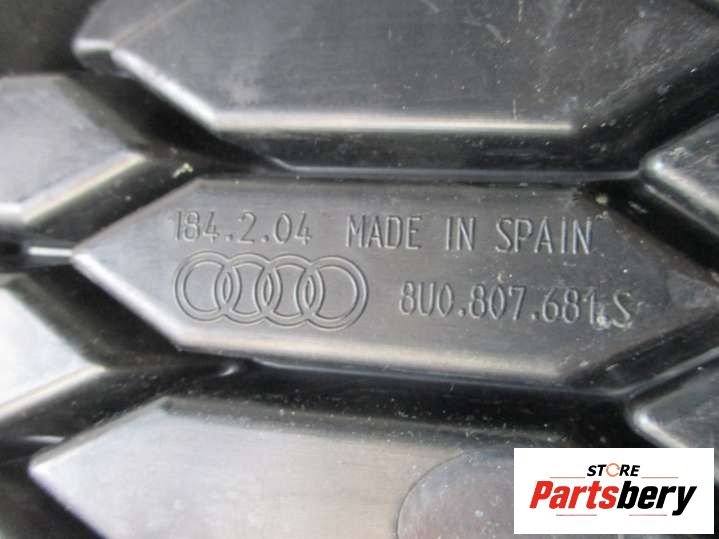 184.2.04 MADE IN SPAIN
8U0.807.681.S
STORE
Partsbery